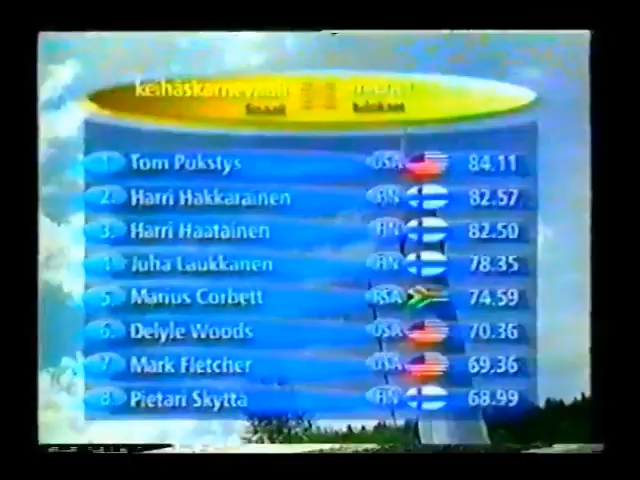 keihäskarnevaalit
finaali tulokset
1. Tom Pukstys USA 84.11
2. Harri Hakkarainen FIN 82.57
3. Harri Haatainen FIN 82.50
4. Juha Laukkanen FIN 78.35
5. Marius Corbett RSA 74.59
6. Delyle Woods USA 70.36
7. Mark Fletcher USA 69.36
8. Pietari Skyttä FIN 68.99